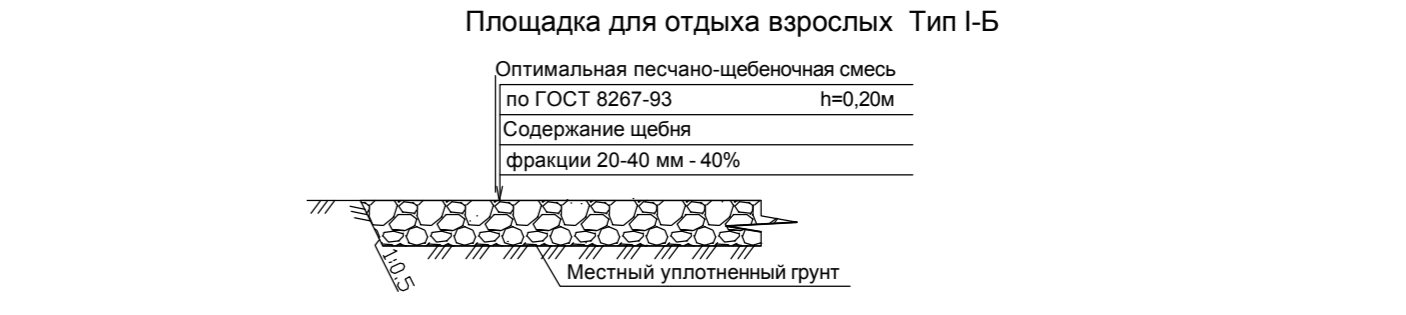 Площадка для отдыха взрослых Тип I-Б
Оптимальная песчано-щебеночная смесь
по ГОСТ 8267-93 h=0,20м
Содержание щебня
фракции 20-40 мм - 40%
1:0,5
Местный уплотненный грунт